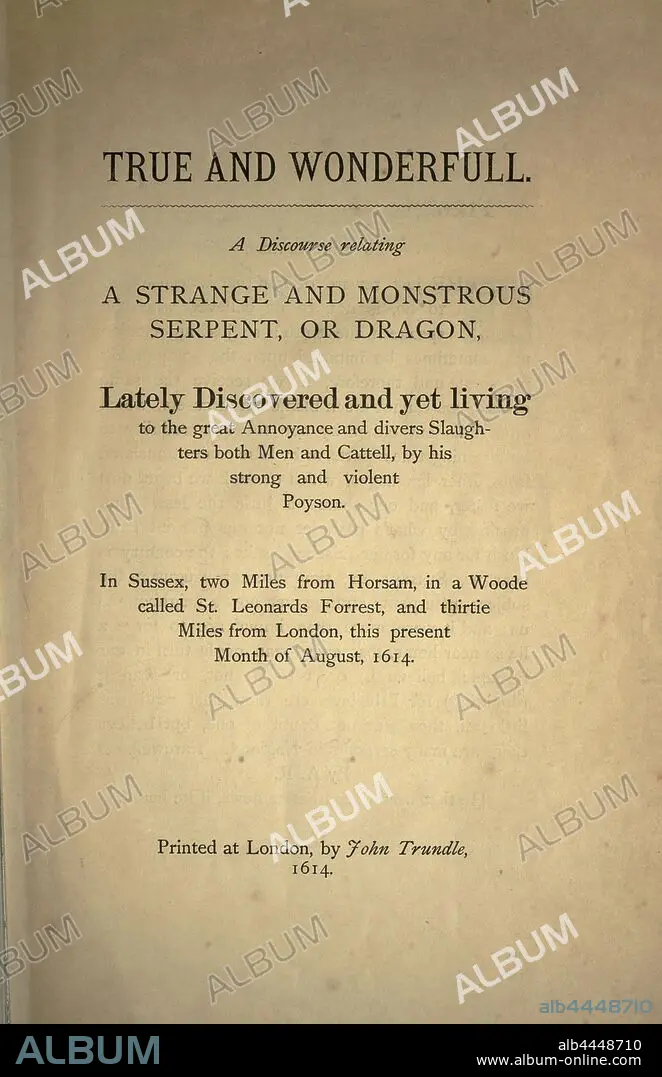 TRUE AND WONDERFULL.
A Discourse relating
A STRANGE AND MONSTROUS
SERPENT, OR DRAGON,
Lately Discovered and yet living
to the great Annoyance and divers Slaugh-
ters both Men and Cattell, by his
strong and violent
Poyson.
In Sussex, two Miles from Horsam, in a Woode
called St. Leonards Forrest, and thirtie
Miles from London, this present
Month of August, 1614.
Printed at London, by John Trundle,
1614.
alb4448710
ALBUM
alb4448710
www.album-online.com